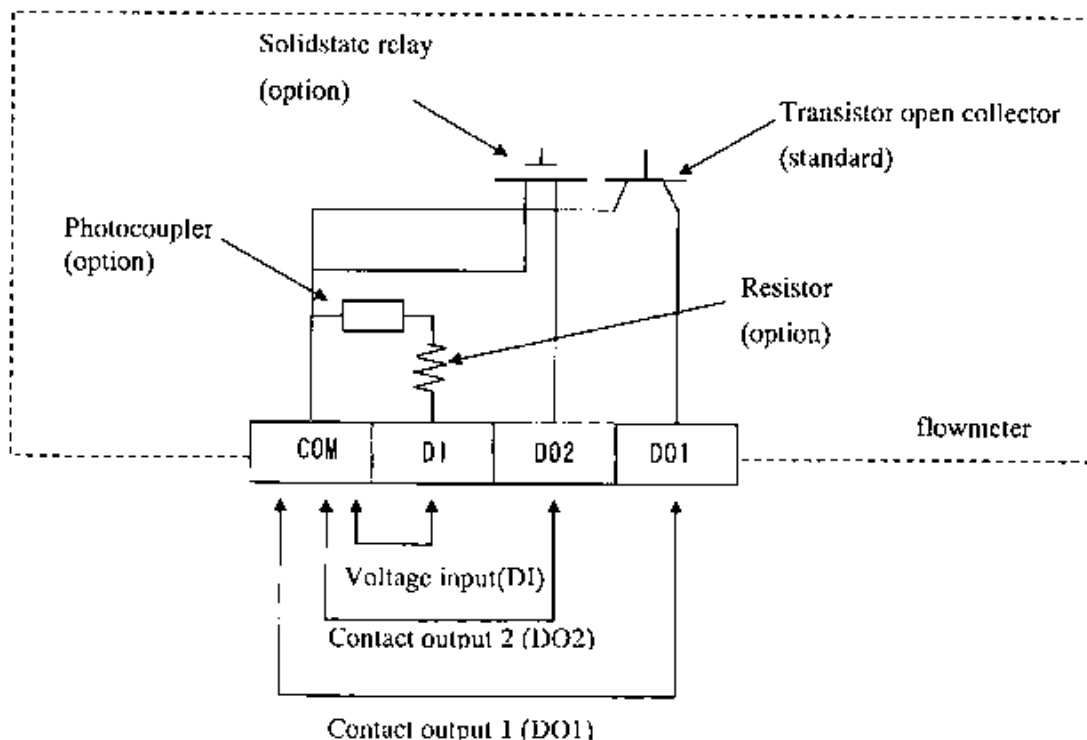 Solidstate relay
(option)
Transistor open collector
(standard)
Photocoupler
(option)
Resistor
(option)
flowmeter
COM DI DO2 DO1
Voltage input(DI)
Contact output 2 (DO2)
Contact output 1 (DO1)